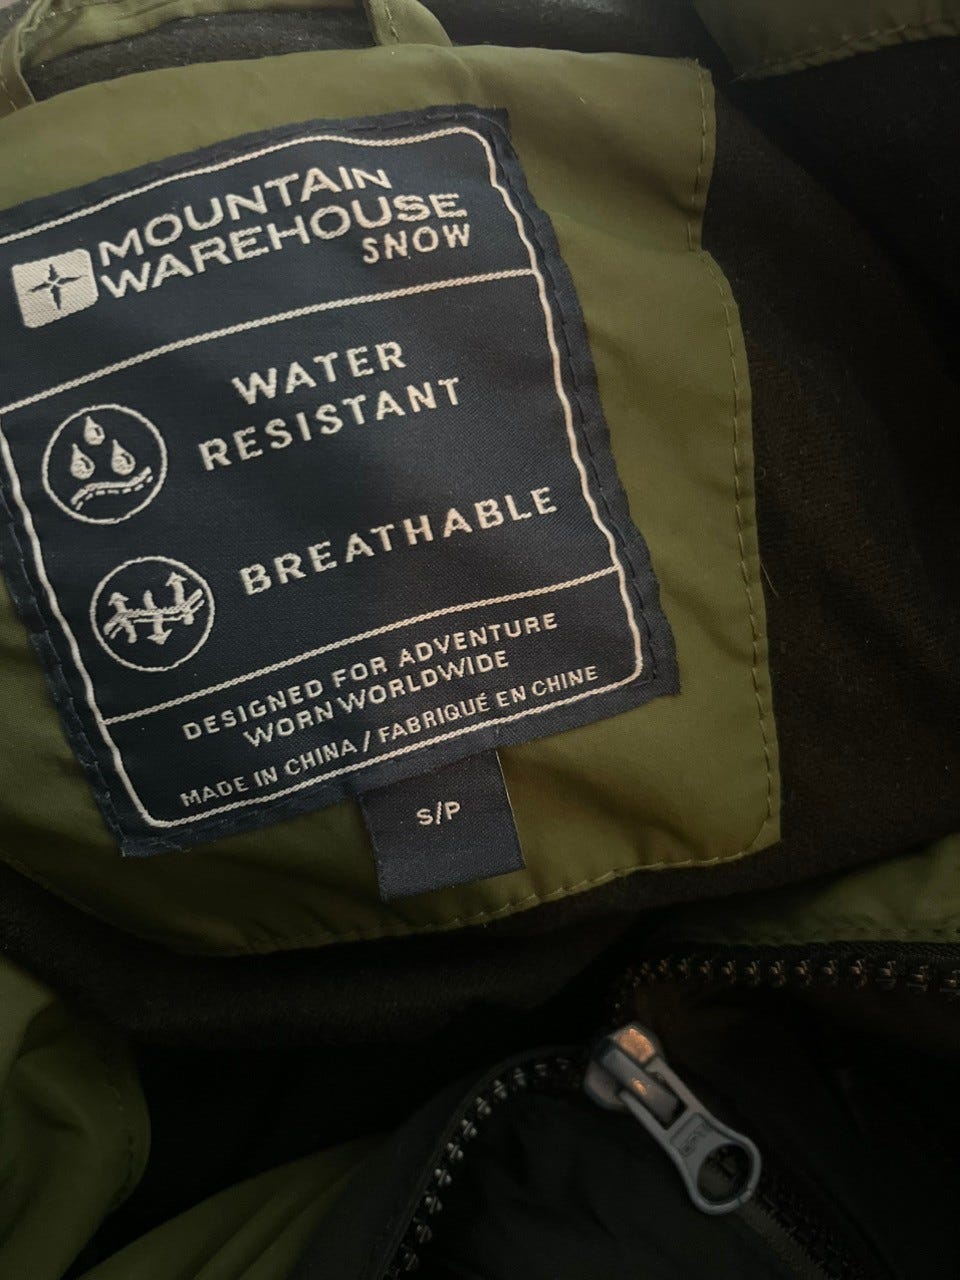 MOUNTAIN
WAREHOUSE
SNOW
WATER
RESISTANT
BREATHABLE
DESIGNED FOR ADVENTURE
WORN WORLDWIDE
MADE IN CHINA / FABRIQUÉ EN CHINE
S/P